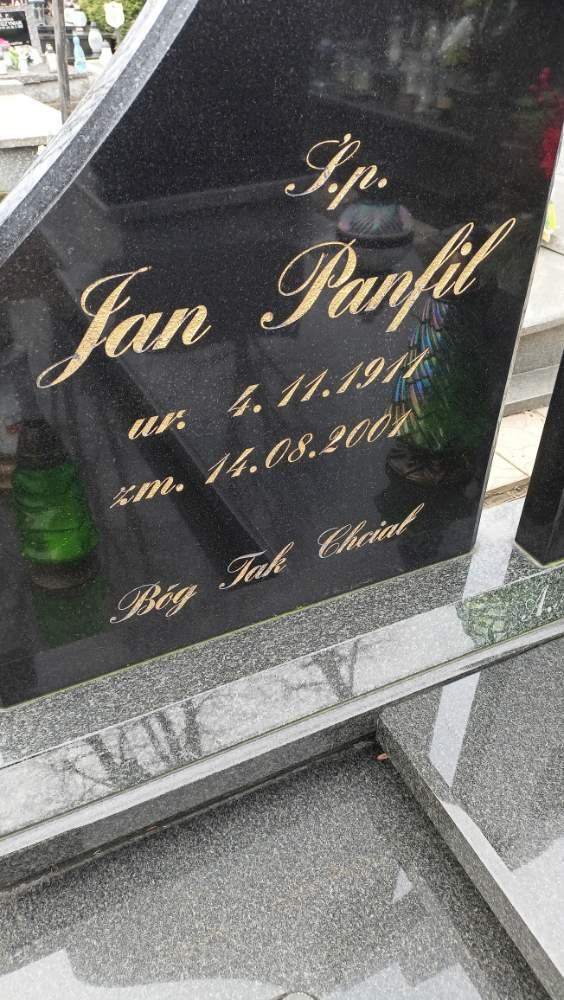 Ś.p.
Jan Panfil
ur. 4.11.1911
zm. 14.08.2001
Bóg Tak Chciał
A.